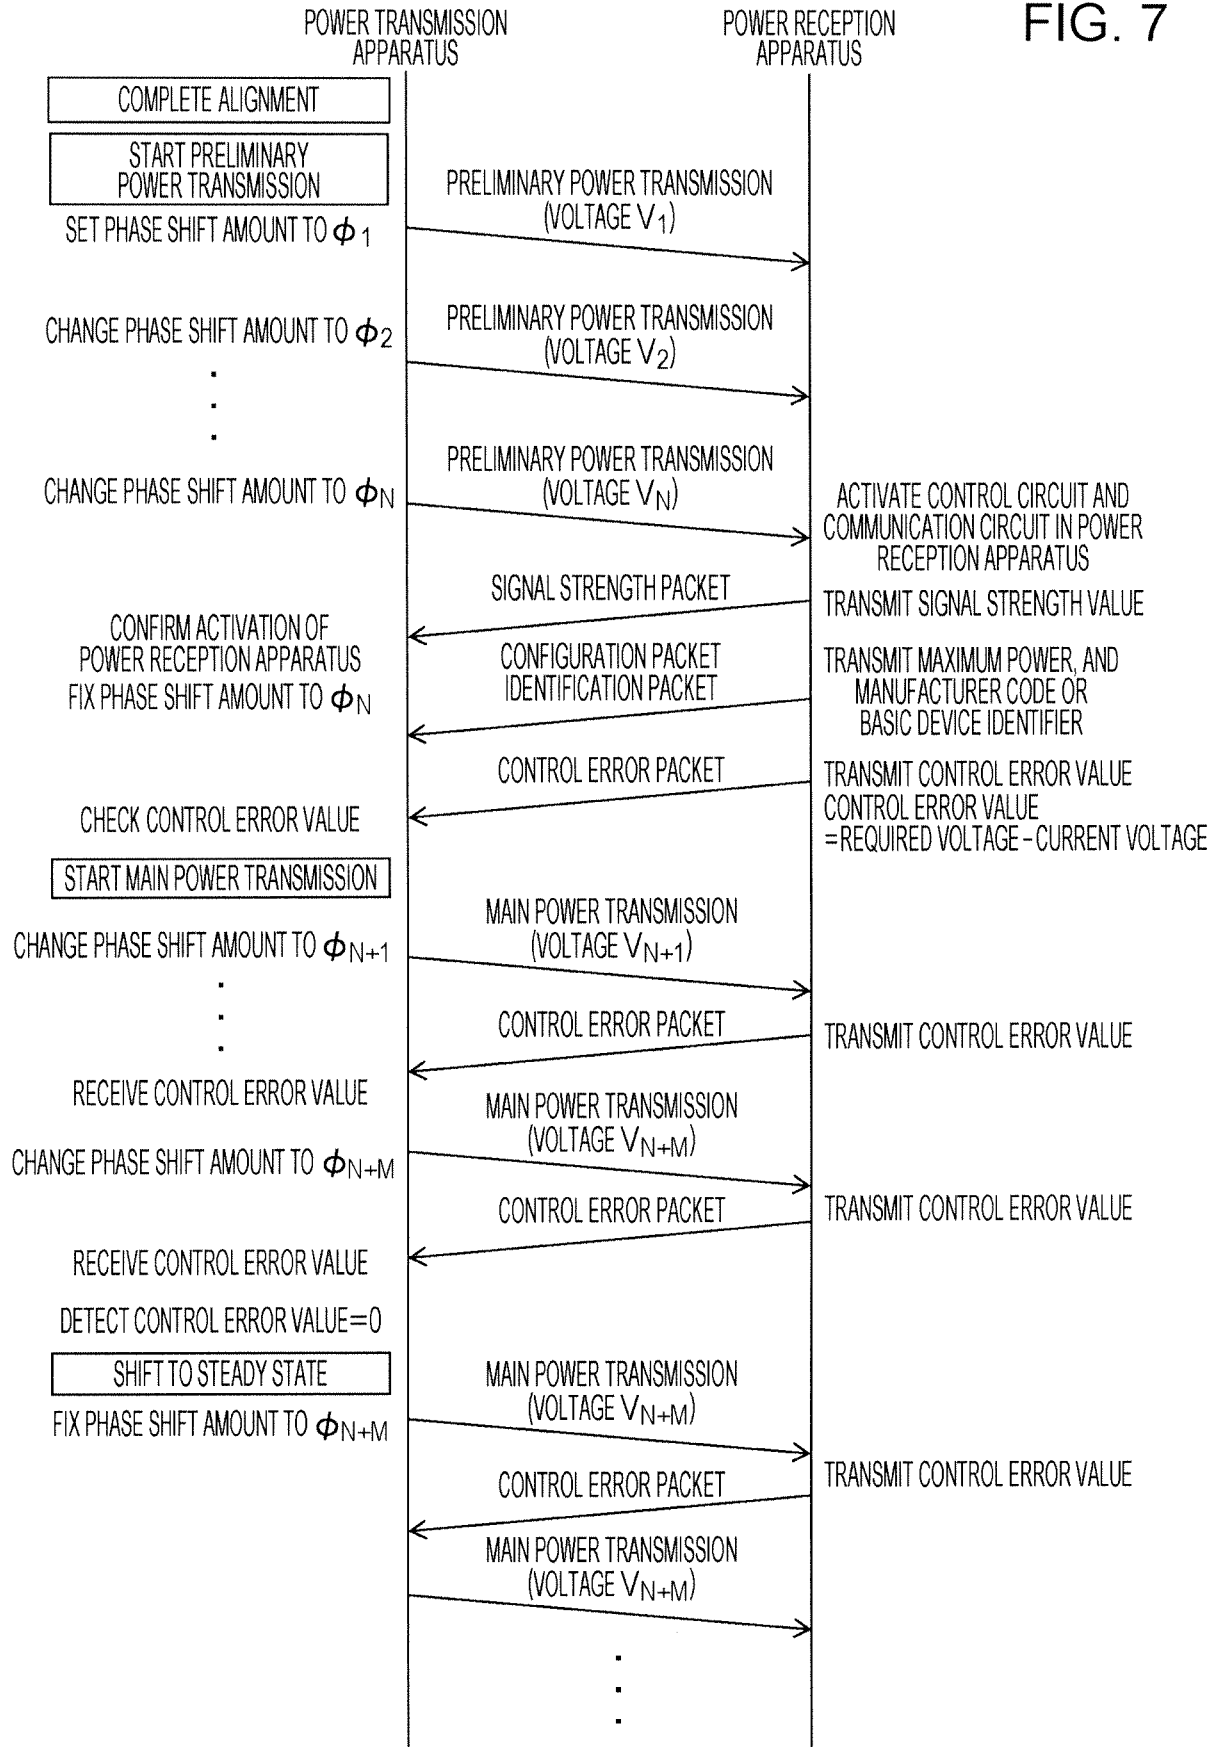 FIG. 7
POWER TRANSMISSION
APPARATUS
POWER RECEPTION
APPARATUS
COMPLETE ALIGNMENT
START PRELIMINARY
POWER TRANSMISSION
SET PHASE SHIFT AMOUNT TO ϕ1
PRELIMINARY POWER TRANSMISSION
(VOLTAGE V1)
CHANGE PHASE SHIFT AMOUNT TO ϕ2
PRELIMINARY POWER TRANSMISSION
(VOLTAGE V2)
CHANGE PHASE SHIFT AMOUNT TO ϕN
PRELIMINARY POWER TRANSMISSION
(VOLTAGE VN)
ACTIVATE CONTROL CIRCUIT AND
COMMUNICATION CIRCUIT IN POWER
RECEPTION APPARATUS
SIGNAL STRENGTH PACKET
TRANSMIT SIGNAL STRENGTH VALUE
CONFIRM ACTIVATION OF
POWER RECEPTION APPARATUS
FIX PHASE SHIFT AMOUNT TO ϕN
CONFIGURATION PACKET
IDENTIFICATION PACKET
TRANSMIT MAXIMUM POWER, AND
MANUFACTURER CODE OR
BASIC DEVICE IDENTIFIER
CONTROL ERROR PACKET
TRANSMIT CONTROL ERROR VALUE
CONTROL ERROR VALUE
=REQUIRED VOLTAGE-CURRENT VOLTAGE
CHECK CONTROL ERROR VALUE
START MAIN POWER TRANSMISSION
CHANGE PHASE SHIFT AMOUNT TO ϕN+1
MAIN POWER TRANSMISSION
(VOLTAGE VN+1)
CONTROL ERROR PACKET
TRANSMIT CONTROL ERROR VALUE
RECEIVE CONTROL ERROR VALUE
MAIN POWER TRANSMISSION
(VOLTAGE VN+M)
CHANGE PHASE SHIFT AMOUNT TO ϕN+M
CONTROL ERROR PACKET
TRANSMIT CONTROL ERROR VALUE
RECEIVE CONTROL ERROR VALUE
DETECT CONTROL ERROR VALUE=0
SHIFT TO STEADY STATE
FIX PHASE SHIFT AMOUNT TO ϕN+M
MAIN POWER TRANSMISSION
(VOLTAGE VN+M)
CONTROL ERROR PACKET
TRANSMIT CONTROL ERROR VALUE
MAIN POWER TRANSMISSION
(VOLTAGE VN+M)